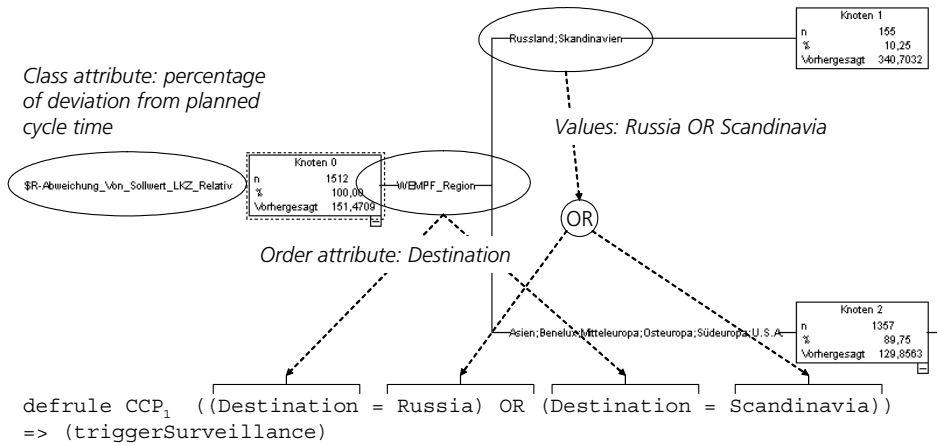 Knoten 1
n 155
% 10,25
Vorhergesagt 340,7032
Russland;Skandinavien
Class attribute: percentage
of deviation from planned
cycle time
Values: Russia OR Scandinavia
$R-Abweichung_Von_Sollwert_LKZ_Relativ
Knoten 0
n 1512
% 100,00
Vorhergesagt 151,4709
WEMPF_Region
OR
Order attribute: Destination
Asien;Benelux;Mitteleuropa;Osteuropa;Südeuropa;U.S.A.
Knoten 2
n 1357
% 89,75
Vorhergesagt 129,8563
defrule CCP1 ((Destination = Russia) OR (Destination = Scandinavia))
=> (triggerSurveillance)